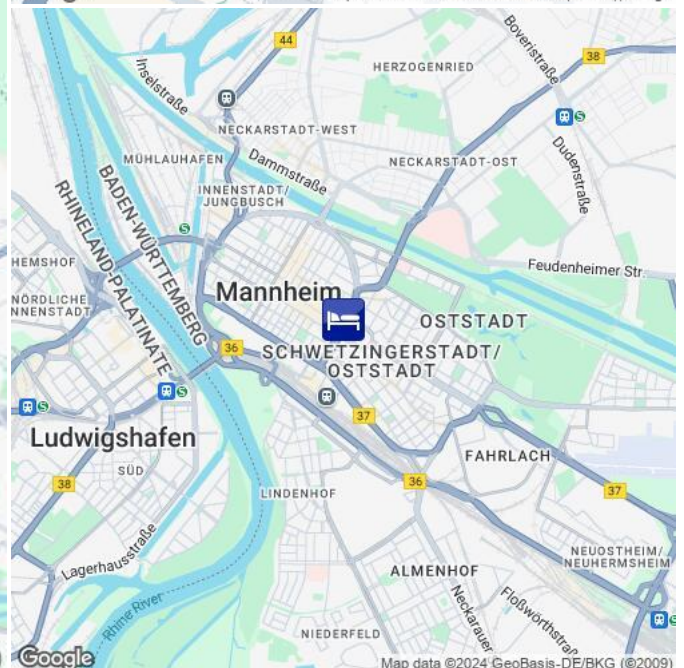 44
Boveristraße
38
HERZOGENRIED
Inselstraße
S
NECKARSTADT-WEST
Dudenstraße
MÜHLAUHAFEN
Dammstraße
NECKARSTADT-OST
INNENSTADT/
JUNGBUSCH
RHINELAND-PALATINATE
BADEN-WÜRTTEMBERG
S
HEMSHOF
Feudenheimer Str.
NÖRDLICHE
NNENSTADT
Mannheim
OSTSTADT
36
SCHWETZINGERSTADT/
OSTSTADT
S
S
37
Ludwigshafen
FAHRLACH
SÜD
38
36
37
LINDENHOF
Lagerhausstraße
NEUOSTHEIM/
NEUHERMSHEIM
ALMENHOF
Rhine River
Neckarauer
Floßwörthstraß
S
NIEDERFELD
Google
Map data ©2024 GeoBasis-DE/BKG (©2009)